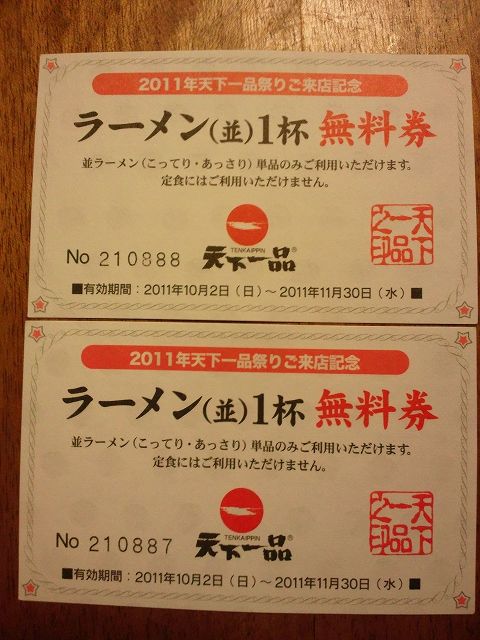 2011年天下一品祭りご来店記念
ラーメン(並)1杯 無料券
並ラーメン(こってり・あっさり)単品のみご利用いただけます。
定食にはご利用いただけません。
TENKAIPPIN
No 210888 天下一品® 天下一品之印
■有効期間：2011年10月2日(日)～2011年11月30日(水)■
2011年天下一品祭りご来店記念
ラーメン(並)1杯 無料券
並ラーメン(こってり・あっさり)単品のみご利用いただけます。
定食にはご利用いただけません。
TENKAIPPIN
No 210887 天下一品® 天下一品之印
■有効期間：2011年10月2日(日)～2011年11月30日(水)■